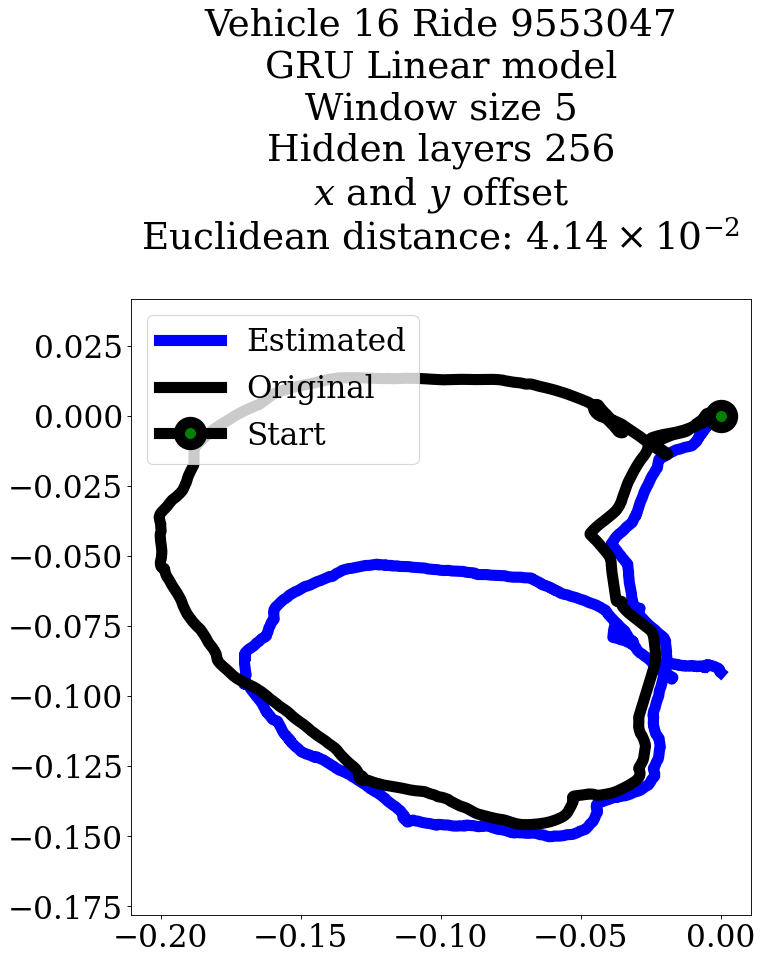 Vehicle 16 Ride 9553047
GRU Linear model
Window size 5
Hidden layers 256
x and y offset
Euclidean distance: 4.14 × 10⁻²
Estimated
Original
Start
0.025
0.000
−0.025
−0.050
−0.075
−0.100
−0.125
−0.150
−0.175
−0.20 −0.15 −0.10 −0.05 0.00